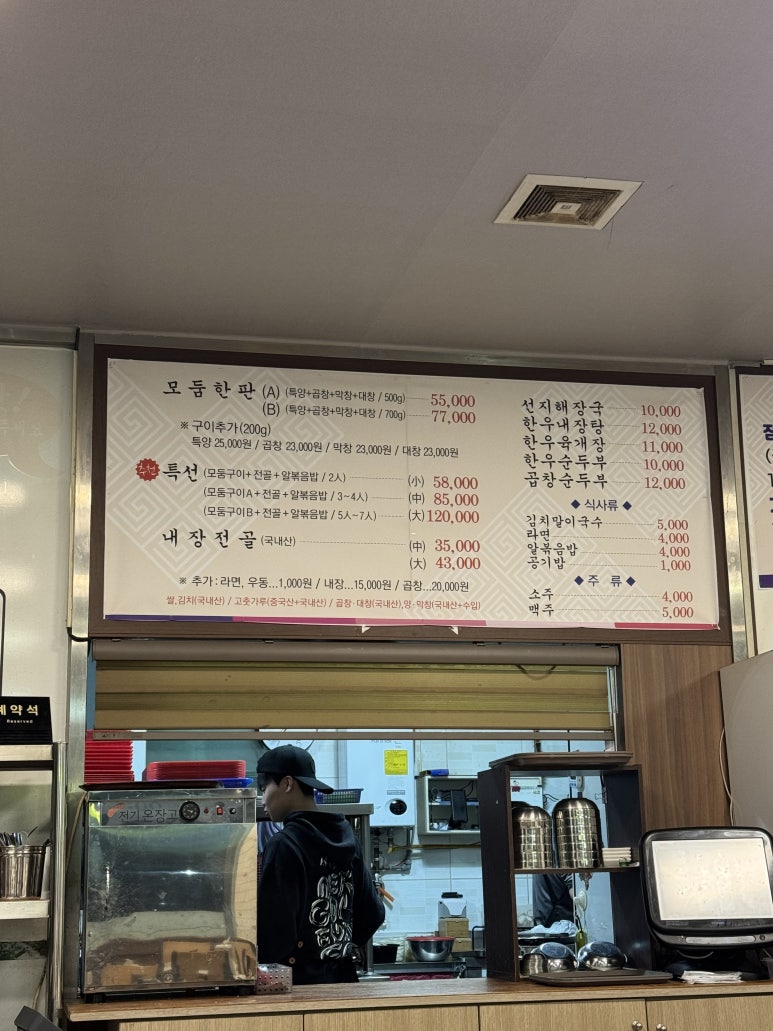 모둠한판 (A) (특양+곱창+막창+대창 / 500g) 55,000
(B) (특양+곱창+막창+대창 / 700g) 77,000
※ 구이추가(200g)
특양 25,000원 / 곱창 23,000원 / 막창 23,000원 / 대창 23,000원
추천 특선 (모둠구이+전골+알볶음밥 / 2인) (小) 58,000
(모둠구이A+전골+알볶음밥 / 3~4人) (中) 85,000
(모둠구이B+전골+알볶음밥 / 5人~7人) (大) 120,000
내장전골 (국내산) (中) 35,000
(大) 43,000
※ 추가 : 라면, 우동...1,000원 / 내장...15,000원 / 곱창...20,000원
쌀,김치(국내산) / 고춧가루(중국산+국내산) / 곱창·대창(국내산),양·막창(국내산+수입)
선지해장국 10,000
한우내장탕 12,000
한우육개장 11,000
한우순두부 10,000
곱창순두부 12,000
◆ 식사류 ◆
김치말이국수 5,000
라면 4,000
알볶음밥 4,000
공기밥 1,000
◆ 주 류 ◆
소주 4,000
맥주 5,000
예약석
Reserved
전기온장고